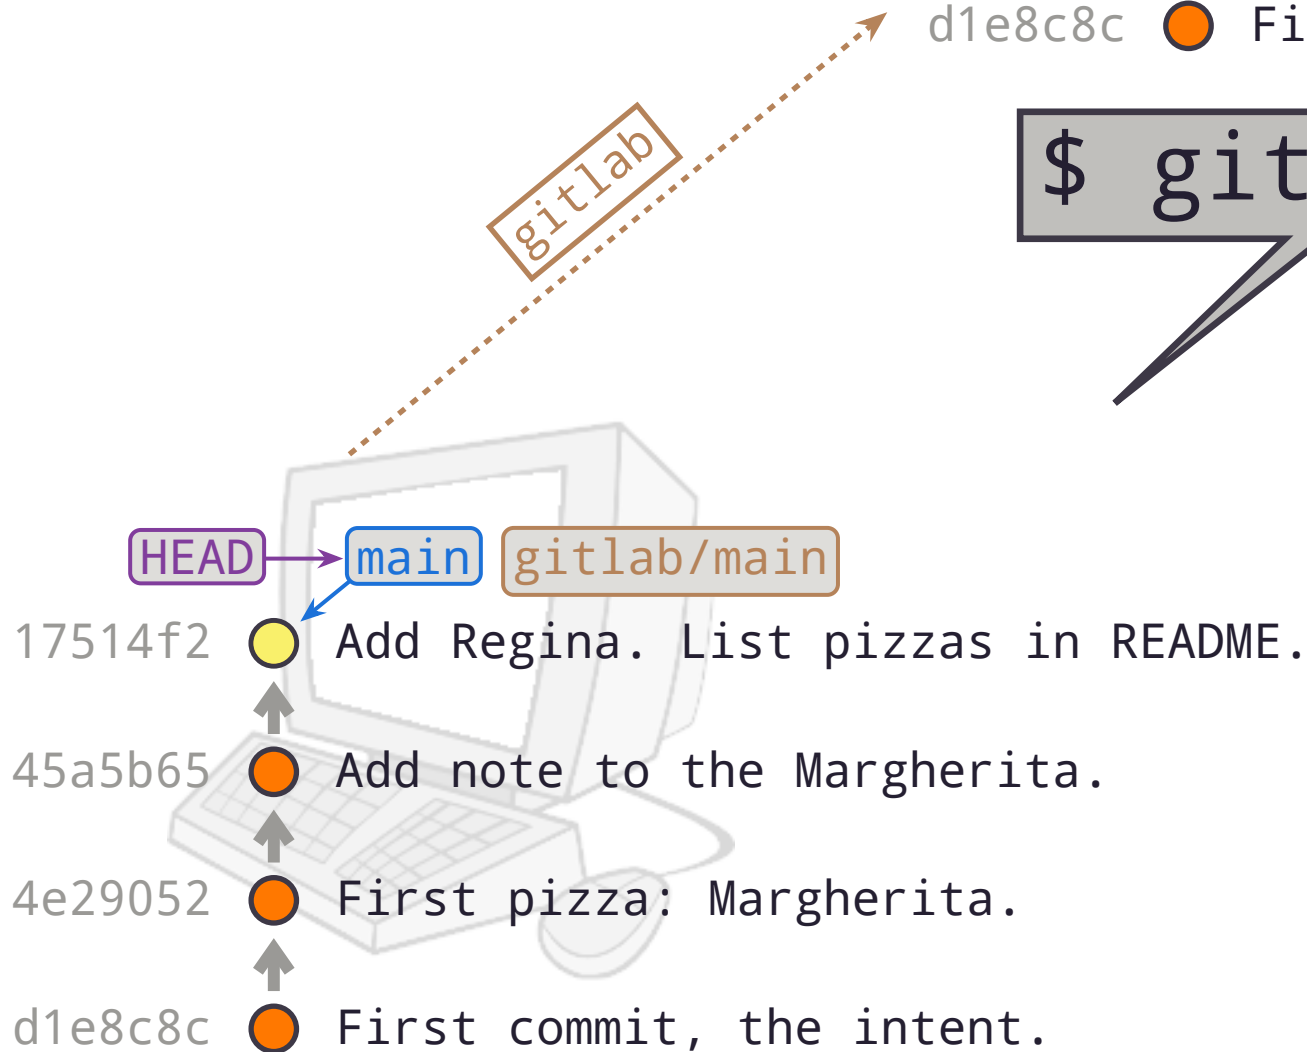 d1e8c8c Fi
gitlab
$ git
HEAD main gitlab/main
17514f2 Add Regina. List pizzas in README.
45a5b65 Add note to the Margherita.
4e29052 First pizza: Margherita.
d1e8c8c First commit, the intent.